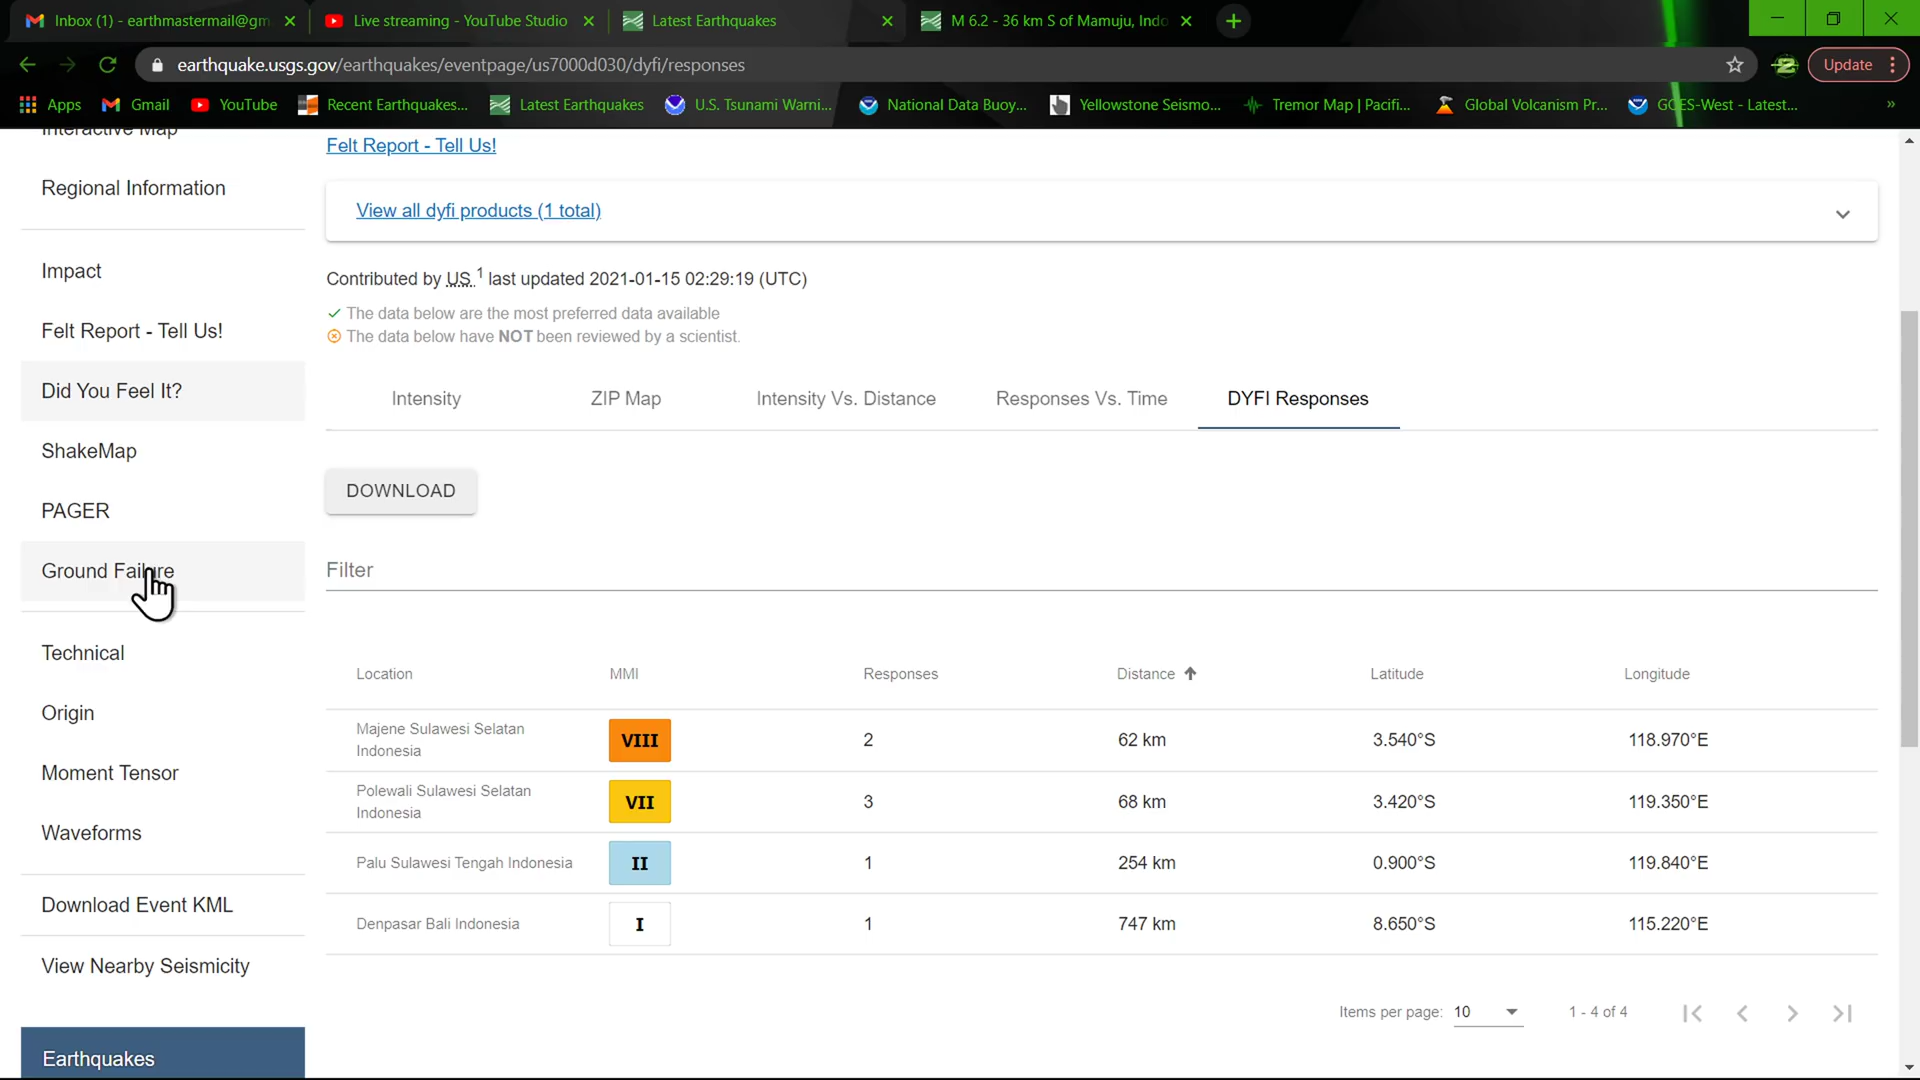 Inbox (1) - earthmastermail@gm
Live streaming - YouTube Studio
Latest Earthquakes
M 6.2 - 36 km S of Mamuju, Indo
earthquake.usgs.gov/earthquakes/eventpage/us7000d030/dyfi/responses
Update
Apps
Gmail
YouTube
Recent Earthquakes...
Latest Earthquakes
U.S. Tsunami Warni...
National Data Buoy...
Yellowstone Seismo...
Tremor Map | Pacifi...
Global Volcanism Pr...
GOES-West - Latest...
»
Interactive Map
Regional Information
Impact
Felt Report - Tell Us!
Did You Feel It?
ShakeMap
PAGER
Ground Failure
Technical
Origin
Moment Tensor
Waveforms
Download Event KML
View Nearby Seismicity
Earthquakes
Felt Report - Tell Us!
View all dyfi products (1 total)
Contributed by US 1 last updated 2021-01-15 02:29:19 (UTC)
The data below are the most preferred data available
The data below have NOT been reviewed by a scientist.
Intensity ZIP Map Intensity Vs. Distance Responses Vs. Time DYFI Responses
DOWNLOAD
Filter
Location MMI Responses Distance Latitude Longitude
Majene Sulawesi Selatan
Indonesia
VIII 2 62 km 3.540°S 118.970°E
Polewali Sulawesi Selatan
Indonesia
VII 3 68 km 3.420°S 119.350°E
Palu Sulawesi Tengah Indonesia II 1 254 km 0.900°S 119.840°E
Denpasar Bali Indonesia I 1 747 km 8.650°S 115.220°E
Items per page: 10 1 - 4 of 4